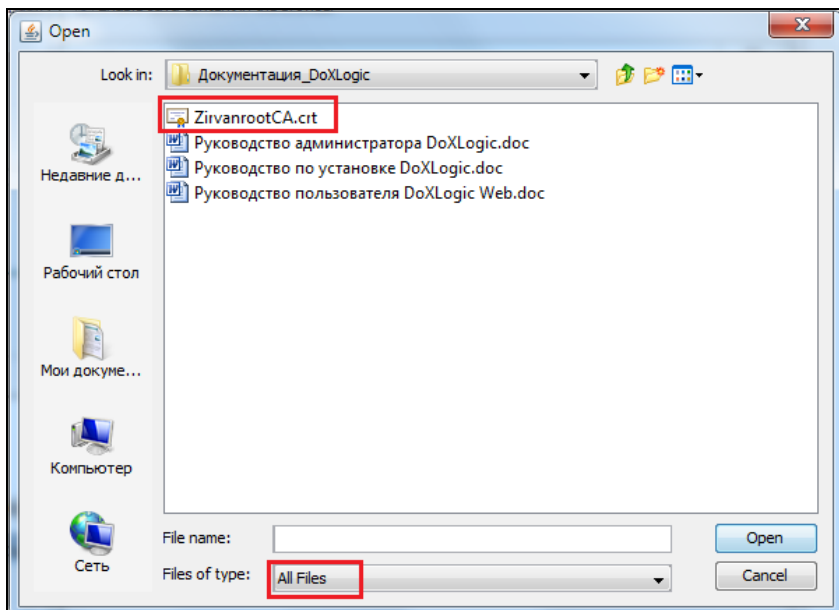 Open
Look in: Документация_DoXLogic
ZirvanrootCA.crt
Руководство администратора DoXLogic.doc
Руководство по установке DoXLogic.doc
Руководство пользователя DoXLogic Web.doc
Недавние д...
Рабочий стол
Мои докуме...
Компьютер
Сеть
File name:
Open
Files of type: All Files
Cancel